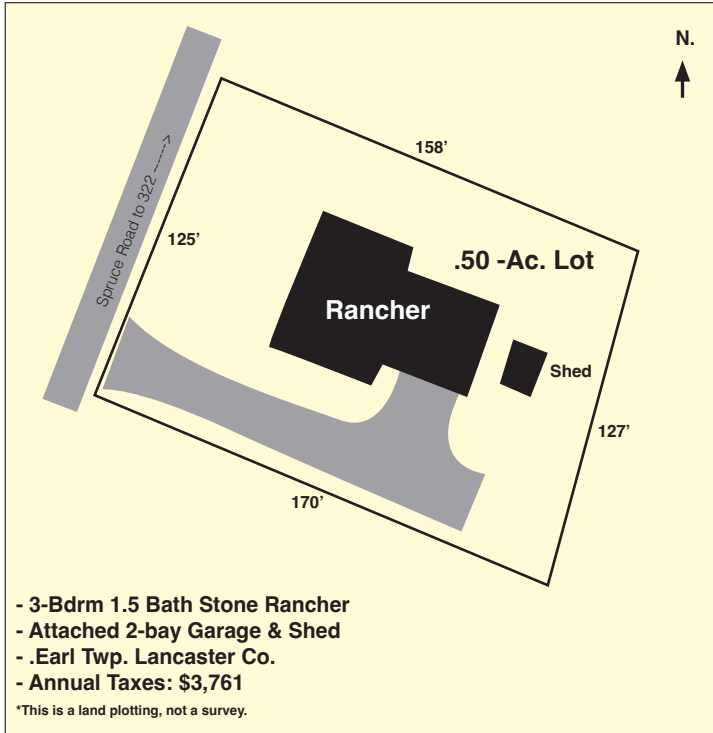 N.
158’
Spruce Road to 322 ----->
125’
.50 -Ac. Lot
Rancher
Shed
127’
170’
- 3-Bdrm 1.5 Bath Stone Rancher
- Attached 2-bay Garage & Shed
- .Earl Twp. Lancaster Co.
- Annual Taxes: $3,761
*This is a land plotting, not a survey.